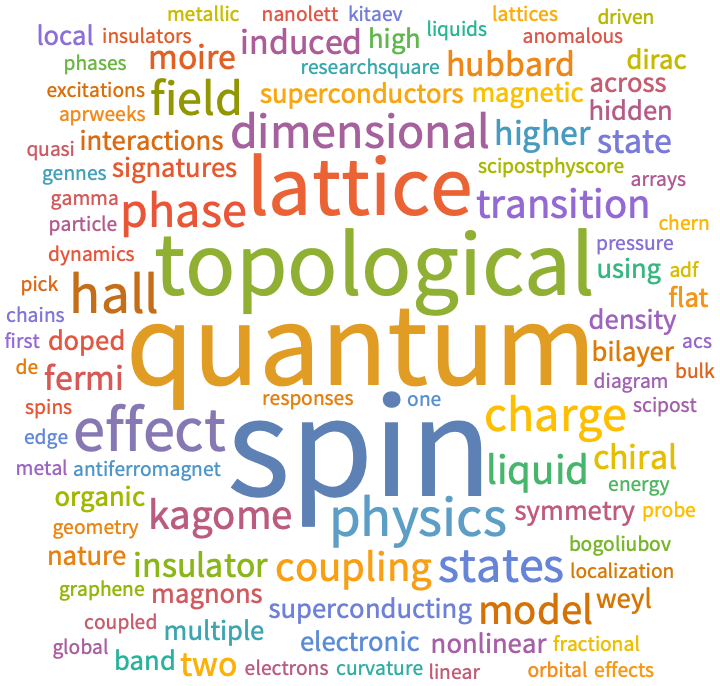 metallic nanolett kitaev lattices driven
local insulators induced high liquids anomalous
phases moire researchsquare hubbard dirac
excitations field superconductors magnetic across
aprweeks dimensional higher hidden
quasi interactions state
gennes signatures lattice scipostphyscore arrays
gamma phase transition
particle topological pressure chern
dynamics using adf
pick hall flat
chains quantum density
first doped bilayer acs
de fermi diagram bulk
spins effect responses one charge scipost
edge spin chiral
metal antiferromagnet liquid energy
organic kagome physics symmetry probe
geometry bogoliubov
nature insulator coupling states localization
graphene magnons superconducting model weyl
coupled multiple
global electronic nonlinear fractional
band two electrons curvature linear orbital effects